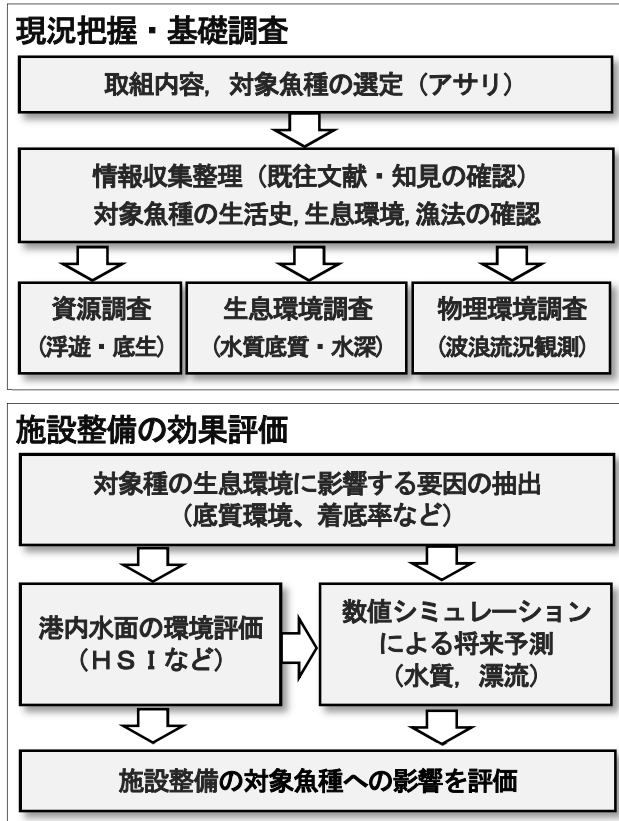 現況把握・基礎調査
取組内容，対象魚種の選定（アサリ）
情報収集整理（既往文献・知見の確認）
対象魚種の生活史,生息環境,漁法の確認
資源調査
(浮遊・底生)
生息環境調査
(水質底質・水深)
物理環境調査
(波浪流況観測)
施設整備の効果評価
対象種の生息環境に影響する要因の抽出
（底質環境、着底率など）
港内水面の環境評価
（ＨＳＩなど）
数値シミュレーション
による将来予測
（水質，漂流）
施設整備の対象魚種への影響を評価